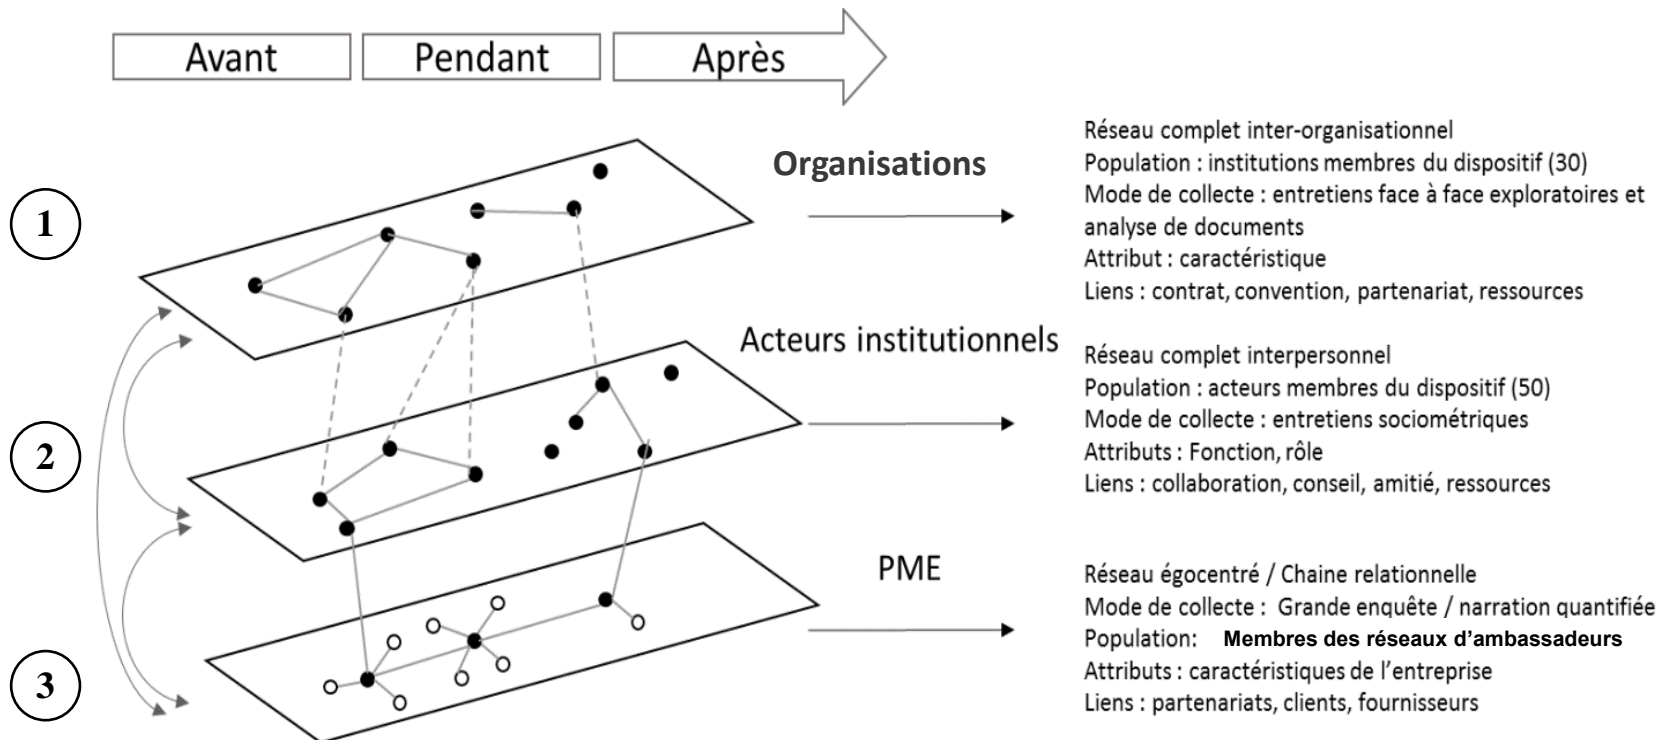 Avant
Pendant
Après
1
Organisations
Réseau complet inter-organisationnel
Population : institutions membres du dispositif (30)
Mode de collecte : entretiens face à face exploratoires et
analyse de documents
Attribut : caractéristique
Liens : contrat, convention, partenariat, ressources
2
Acteurs institutionnels
Réseau complet interpersonnel
Population : acteurs membres du dispositif (50)
Mode de collecte : entretiens sociométriques
Attributs : Fonction, rôle
Liens : collaboration, conseil, amitié, ressources
3
PME
Réseau égocentré / Chaine relationnelle
Mode de collecte : Grande enquête / narration quantifiée
Population: Membres des réseaux d’ambassadeurs
Attributs : caractéristiques de l’entreprise
Liens : partenariats, clients, fournisseurs